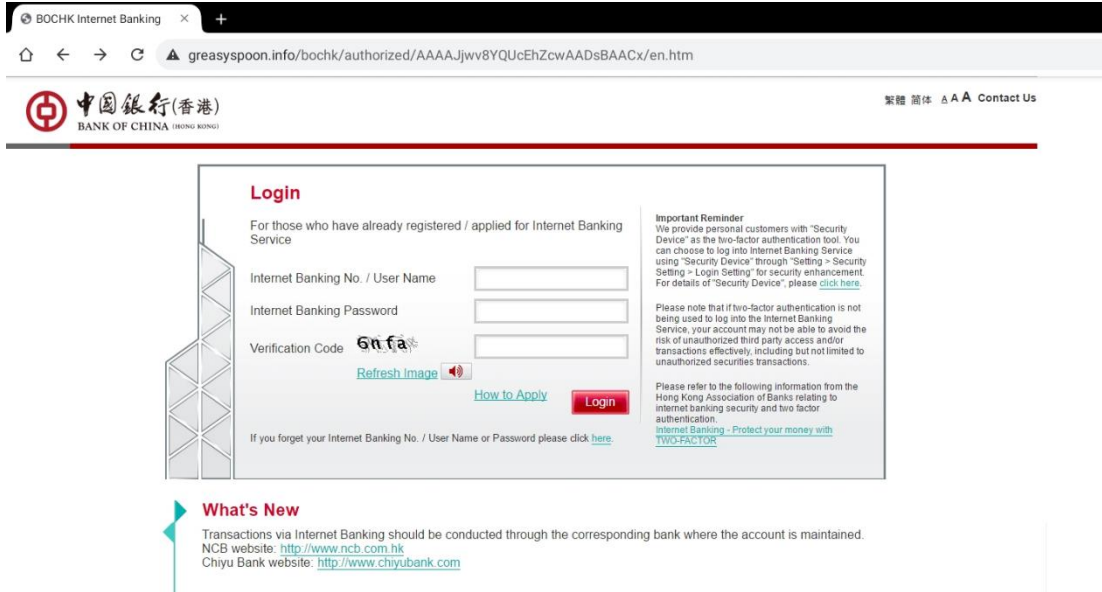 BOCHK Internet Banking
greasyspoon.info/bochk/authorized/AAAAJjwv8YQUcEhZcwAADsBAACx/en.htm
中國銀行(香港)
BANK OF CHINA (HONG KONG)
繁體 简体 A A A Contact Us
Login
For those who have already registered / applied for Internet Banking
Service
Internet Banking No. / User Name
Internet Banking Password
Verification Code 6nfa
Refresh Image
How to Apply
Login
If you forget your Internet Banking No. / User Name or Password please click here.
Important Reminder
We provide personal customers with "Security
Device" as the two-factor authentication tool. You
can choose to log into Internet Banking Service
using "Security Device" through "Setting > Security
Setting > Login Setting" for security enhancement.
For details of "Security Device", please click here.
Please note that if two-factor authentication is not
being used to log into the Internet Banking
Service, your account may not be able to avoid the
risk of unauthorized third party access and/or
transactions effectively, including but not limited to
unauthorized securities transactions.
Please refer to the following information from the
Hong Kong Association of Banks relating to
internet banking security and two factor
authentication.
Internet Banking - Protect your money with
TWO-FACTOR
What's New
Transactions via Internet Banking should be conducted through the corresponding bank where the account is maintained.
NCB website: http://www.ncb.com.hk
Chiyu Bank website: http://www.chiyubank.com